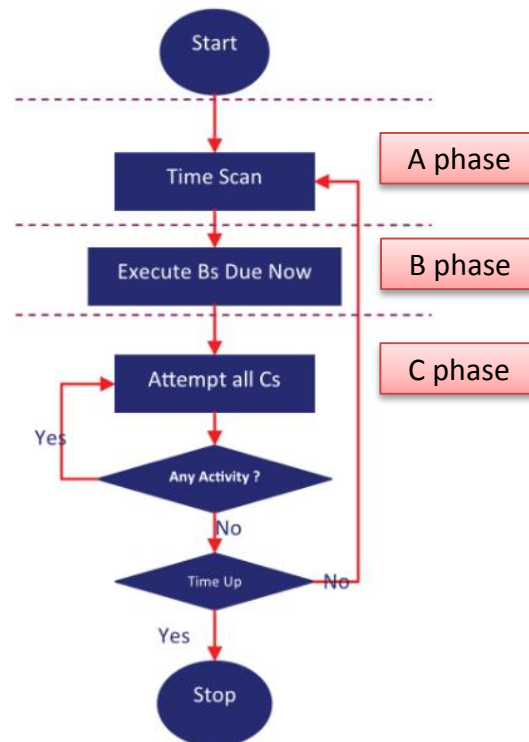 Start
Time Scan
A phase
Execute Bs Due Now
B phase
Attempt all Cs
C phase
Yes
Any Activity ?
No
Time Up
No
Yes
Stop